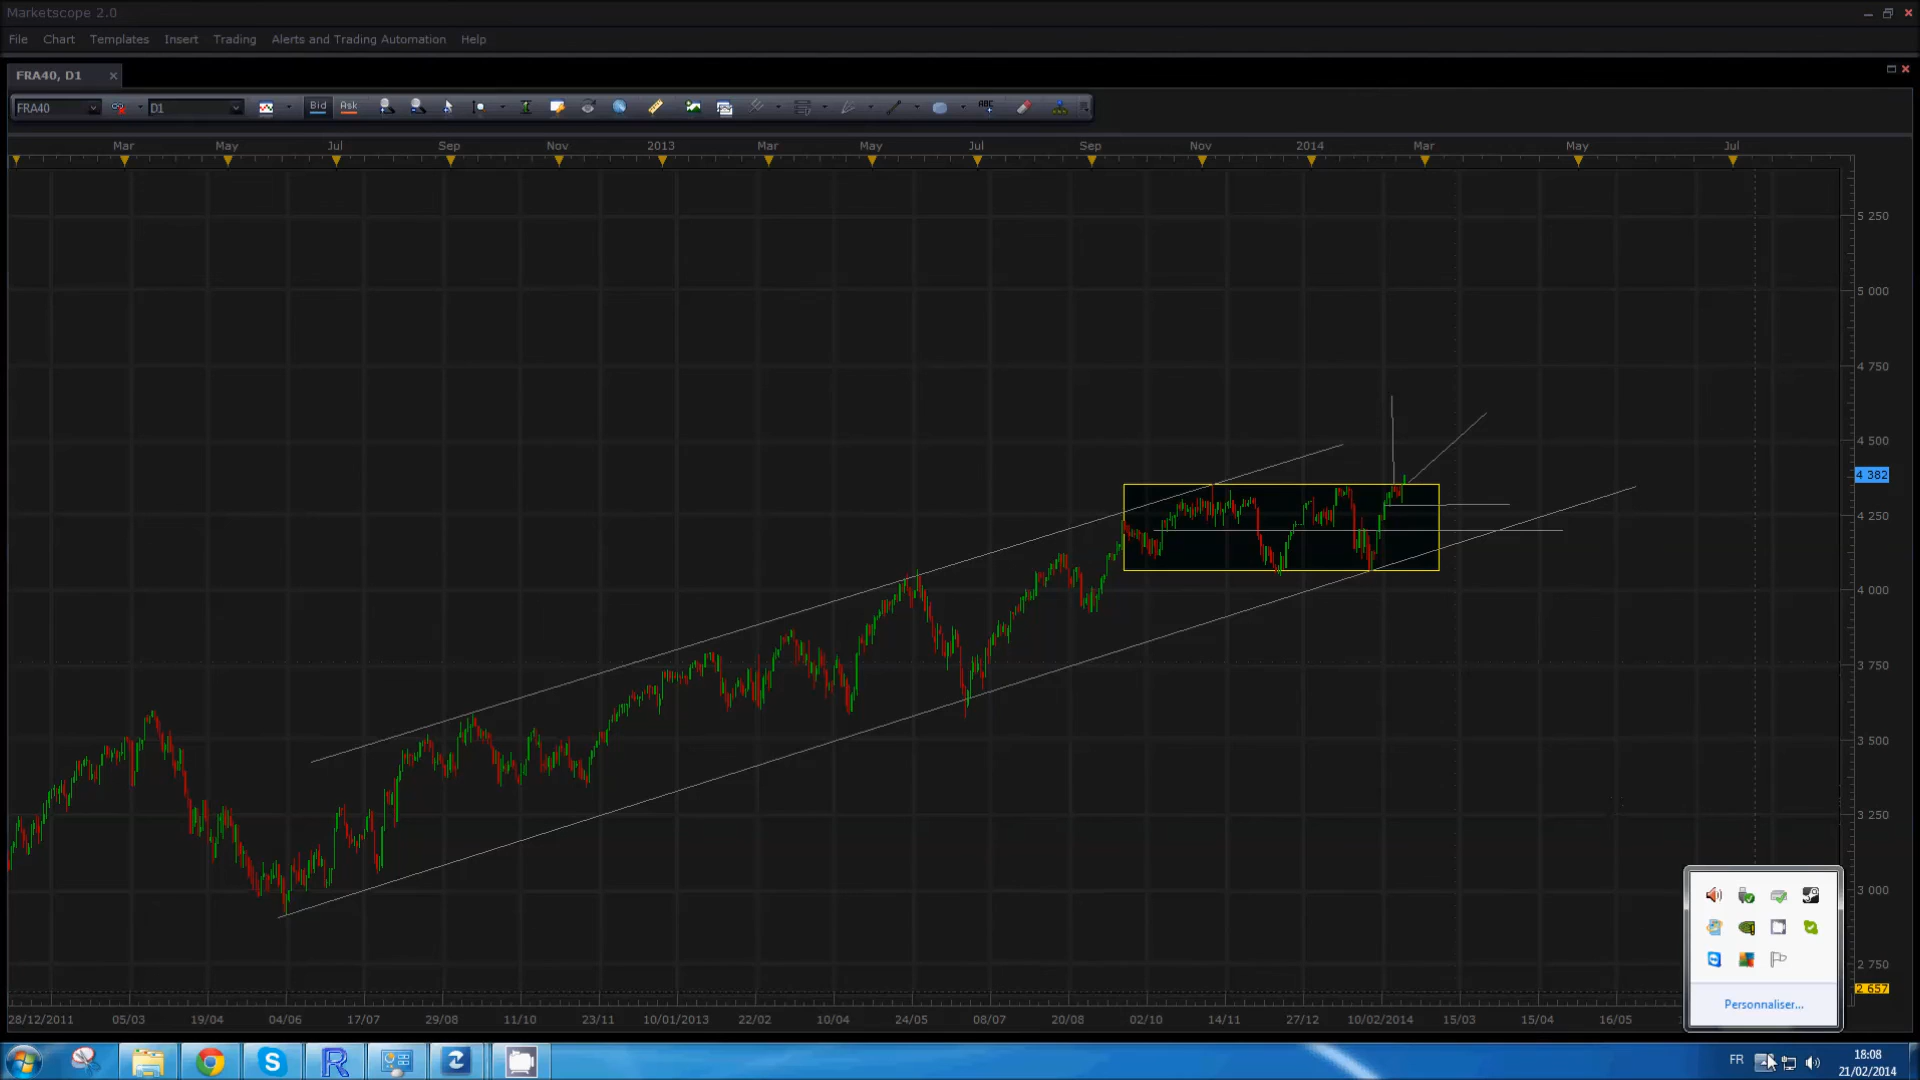 Marketscope 2.0
File Chart Templates Insert Trading Alerts and Trading Automation Help
FRA40, D1
FRA40 D1 Bid Ask ABC
Mar May Jul Sep Nov 2013 Mar May Jul Sep Nov 2014 Mar May Jul
5 250
5 000
4 750
4 500
4 382
4 250
4 000
3 750
3 500
3 250
3 000
2 750
2 657
28/12/2011 05/03 19/04 04/06 17/07 29/08 11/10 23/11 10/01/2013 22/02 10/04 24/05 08/07 20/08 02/10 14/11 27/12 10/02/2014 15/03 15/04 16/05
Personnaliser...
FR
18:08
21/02/2014